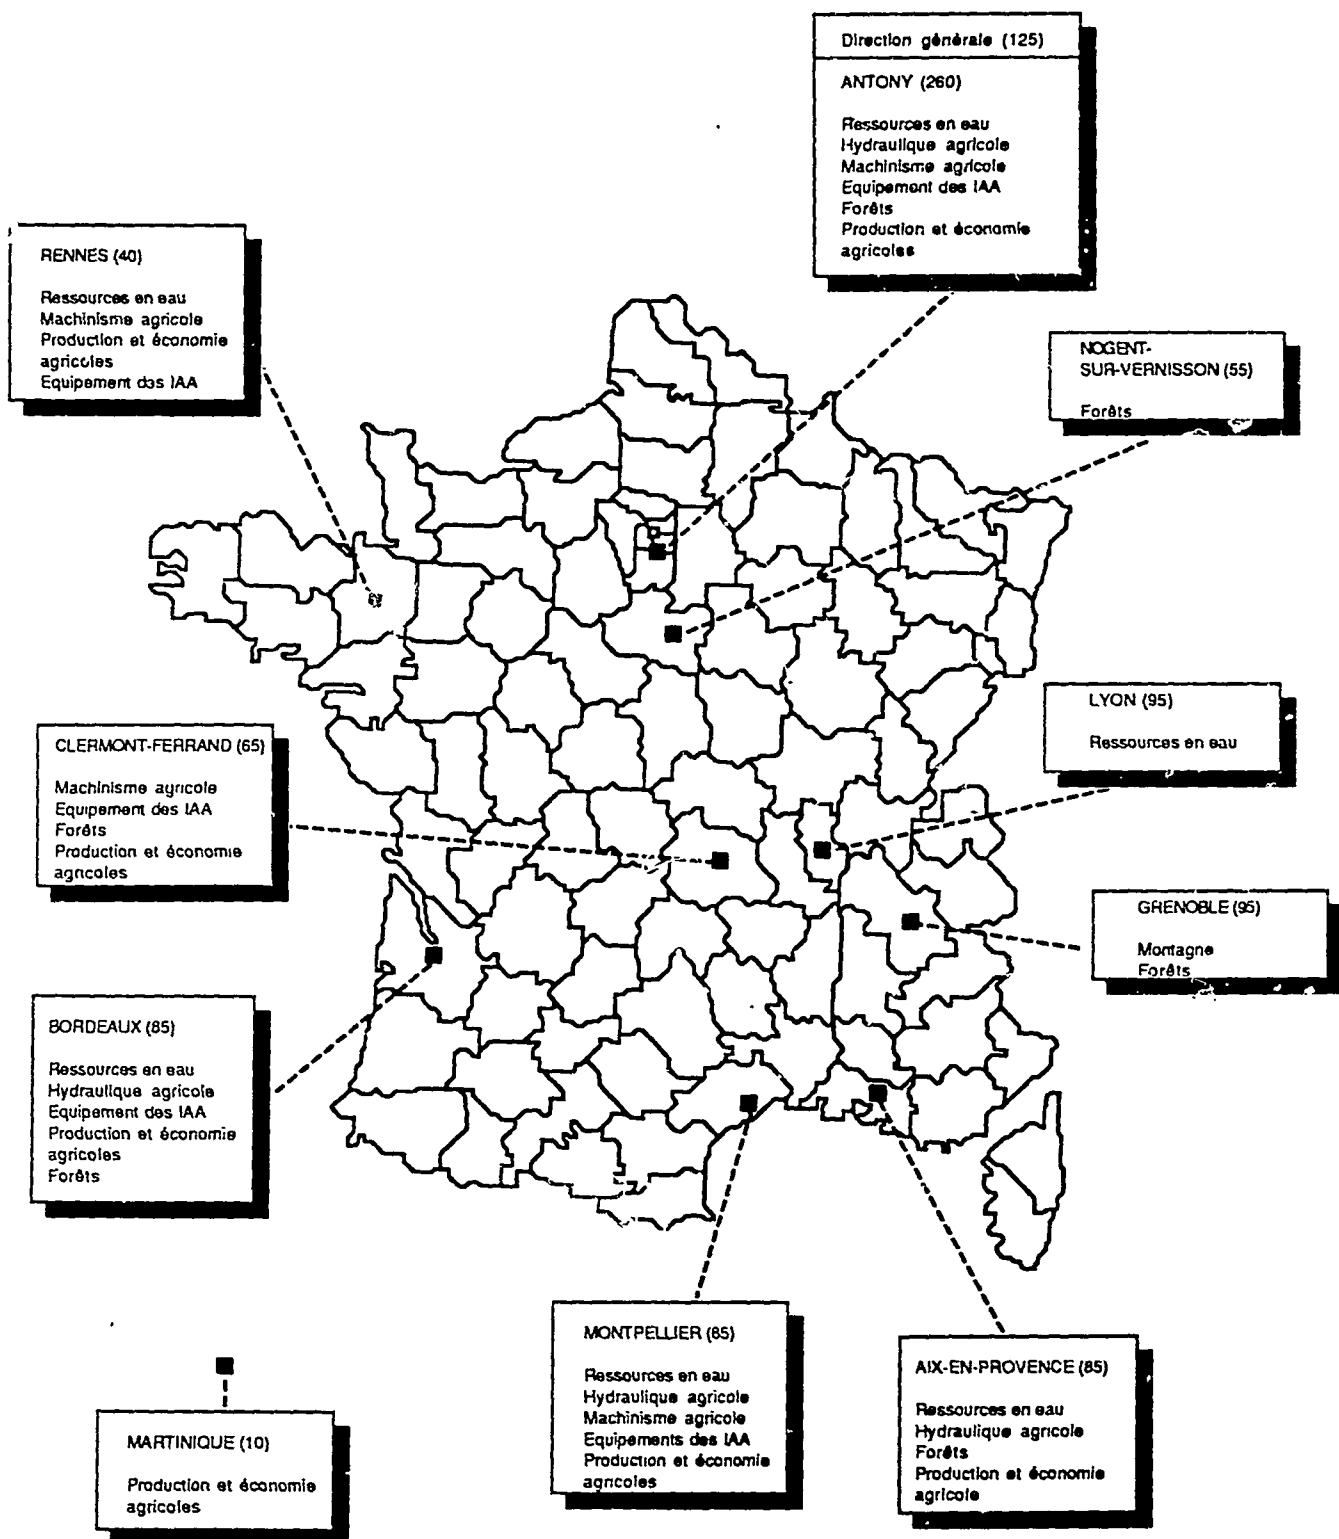 Direction générale (125)
ANTONY (260)
Ressources en eau
Hydraulique agricole
Machinisme agricole
Equipement des IAA
Forêts
Production et économie
agricoles
RENNES (40)
Ressources en eau
Machinisme agricole
Production et économie
agricoles
Equipement des IAA
NOGENT-
SUR-VERNISSON (55)
Forêts
LYON (95)
Ressources en eau
CLERMONT-FERRAND (65)
Machinisme agricole
Equipement des IAA
Forêts
Production et économie
agricoles
GRENOBLE (95)
Montagne
Forêts
BORDEAUX (85)
Ressources en eau
Hydraulique agricole
Equipement des IAA
Production et économie
agricoles
Forêts
MONTPELLIER (85)
Ressources en eau
Hydraulique agricole
Machinisme agricole
Equipements des IAA
Production et économie
agricoles
AIX-EN-PROVENCE (85)
Ressources en eau
Hydraulique agricole
Forêts
Production et économie
agricole
MARTINIQUE (10)
Production et économie
agricoles